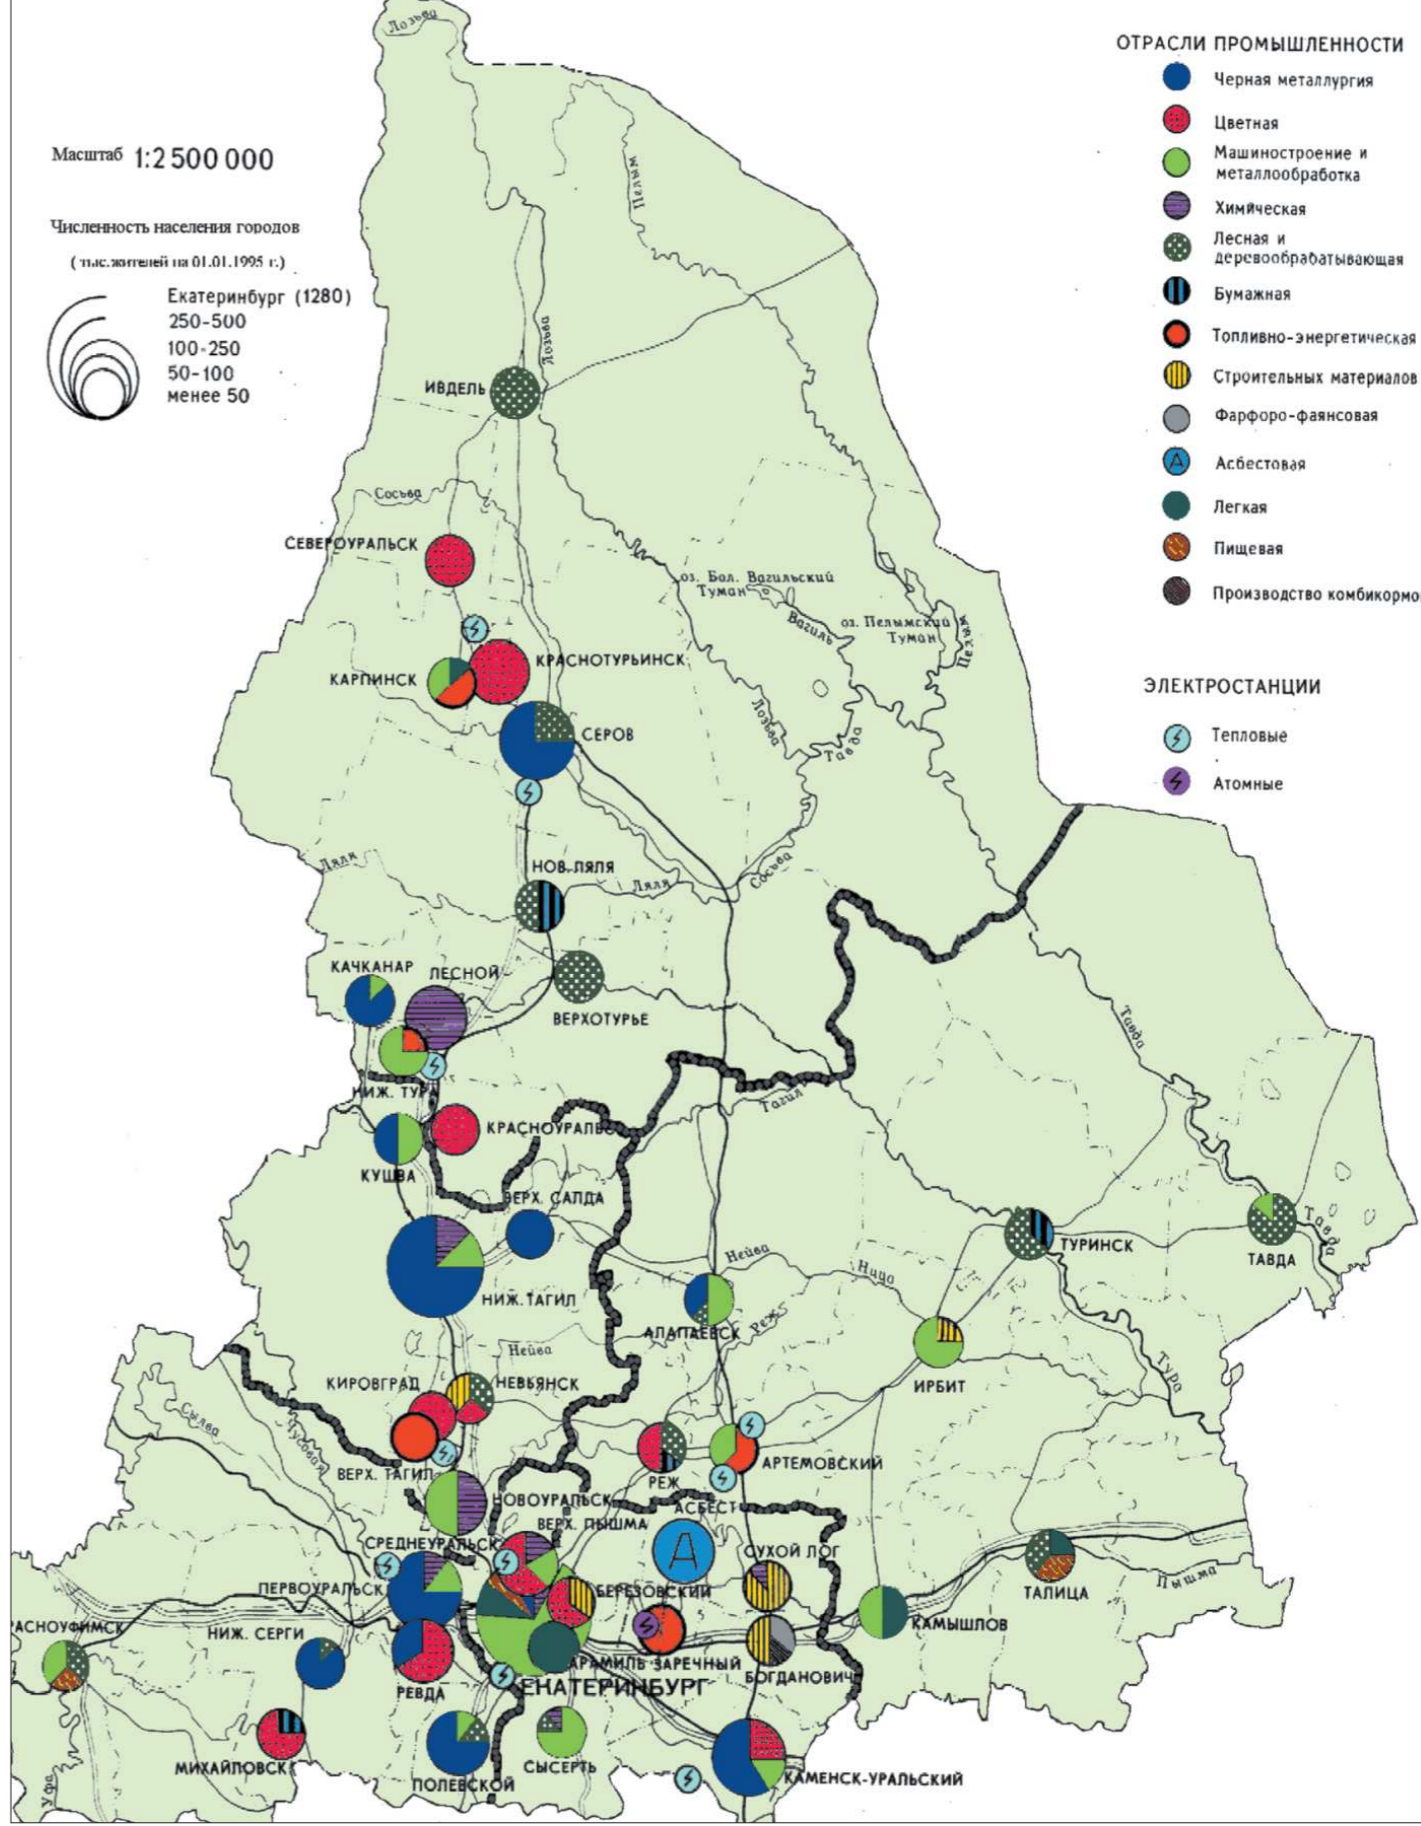 Лозьва
ОТРАСЛИ ПРОМЫШЛЕННОСТИ
Черная металлургия
Цветная
Машиностроение и
металлообработка
Химическая
Лесная и
деревообрабатывающая
Бумажная
Топливно-энергетическая
Строительных материалов
Фарфоро-фаянсовая
Асбестовая
А
Легкая
Пищевая
Производство комбикормо
ЭЛЕКТРОСТАНЦИИ
Тепловые
Атомные
Масштаб 1:2 500 000
Численность населения городов
(тыс.жителей на 01.01.1995 г.)
Екатеринбург (1280)
250-500
100-250
50-100
менее 50
Пелым
Лозьва
ИВДЕЛЬ
Сосьва
СЕВЕРОУРАЛЬСК
оз. Бол. Вагильский
Туман
Вагиль
оз. Пелымский
Туман
Пелым
КРАСНОТУРЬИНСК
КАРПИНСК
Лозьва
Тавда
СЕРОВ
Ляля
НОВ.ЛЯЛЯ
Ляля
Сосьва
КАЧКАНАР
ЛЕСНОЙ
ВЕРХОТУРЬЕ
Тавда
НИЖ. ТУРА
Тагил
КРАСНОУРАЛЬС
КУШВА
ВЕРХ. САЛДА
Нейва
Ница
ТУРИНСК
Тавда
ТАВДА
НИЖ. ТАГИЛ
АЛАПАЕВСК
Реж
Нейва
ИРБИТ
Тура
КИРОВГРАД
НЕВЬЯНСК
Сылва
Чусовая
ВЕРХ. ТАГИЛ
РЕЖ
АРТЕМОВСКИЙ
НОВОУРАЛЬСК
АСБЕСТ
ВЕРХ. ПЫШМА
СРЕДНЕУРАЛЬСК
А
СУХОЙ ЛОГ
ПЕРВОУРАЛЬСК
БЕРЕЗОВСКИЙ
ТАЛИЦА
Пышма
РАСНОУФИМСК
НИЖ. СЕРГИ
КАМЫШЛОВ
АРАМИЛЬ
ЗАРЕЧНЫЙ
БОГДАНОВИЧ
РЕВДА
ЕКАТЕРИНБУРГ
МИХАЙЛОВСК
ПОЛЕВСКОЙ
СЫСЕРТЬ
КАМЕНСК-УРАЛЬСКИЙ
Уфа